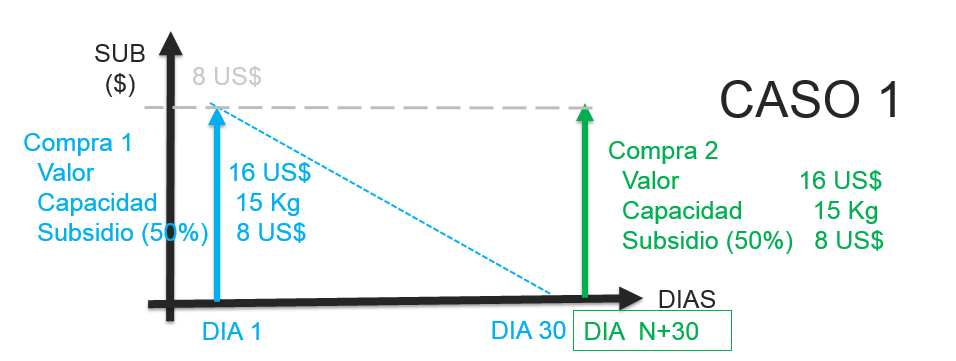 SUB
($)
8 US$
CASO 1
Compra 1
Valor 16 US$
Capacidad 15 Kg
Subsidio (50%) 8 US$
Compra 2
Valor 16 US$
Capacidad 15 Kg
Subsidio (50%) 8 US$
DIAS
DIA 1
DIA 30
DIA N+30